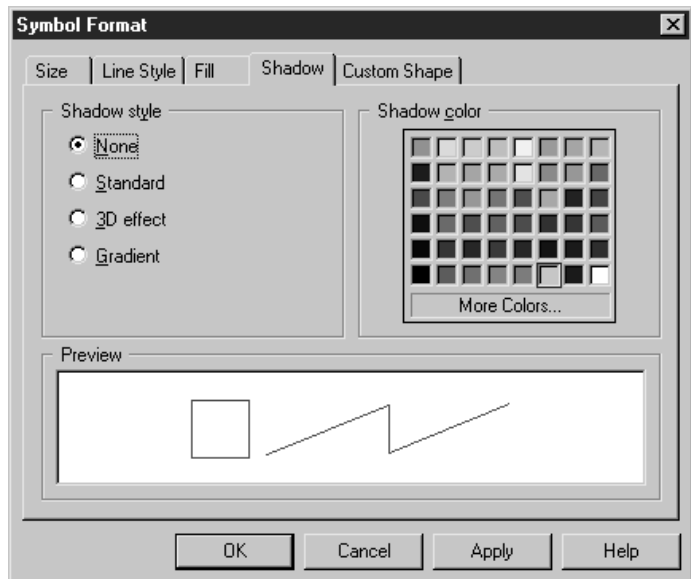 Symbol Format
Size Line Style Fill Shadow Custom Shape
Shadow style
None
Standard
3D effect
Gradient
Shadow color
More Colors...
Preview
OK Cancel Apply Help